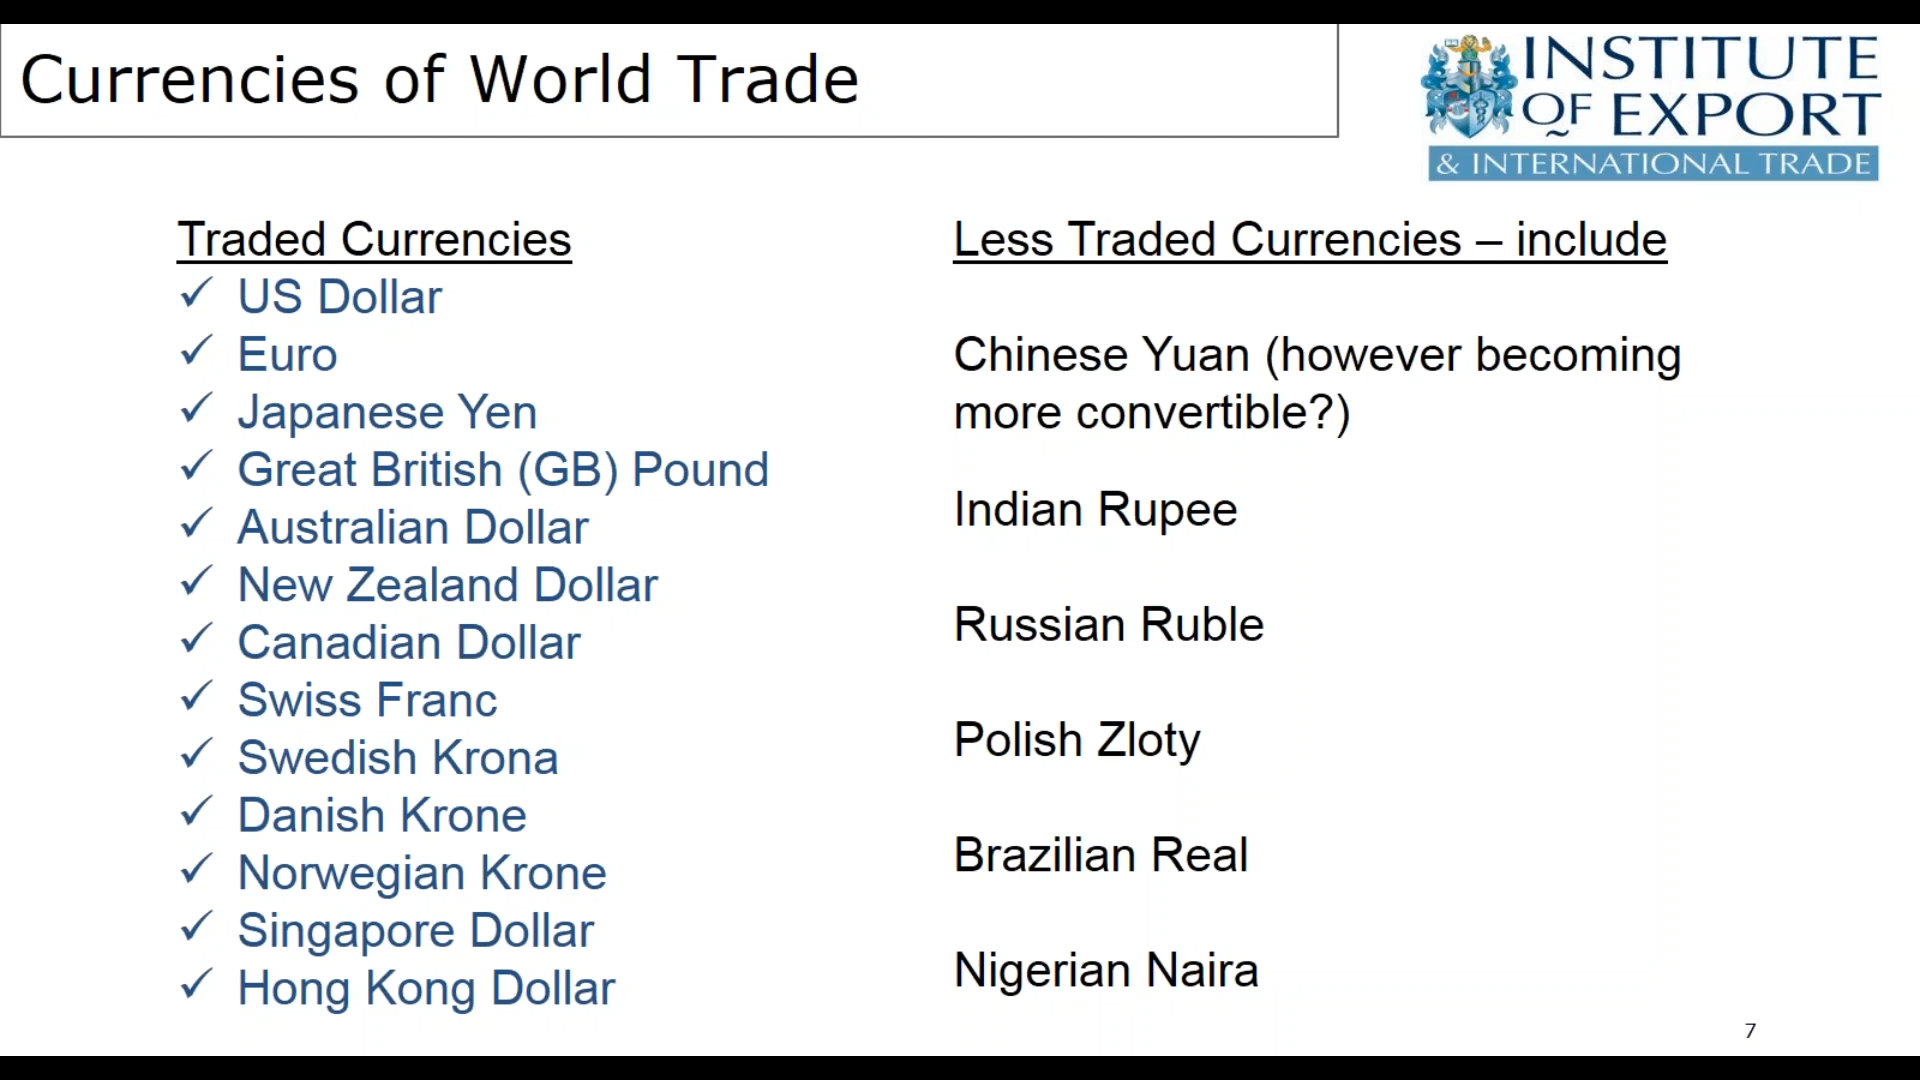 Currencies of World Trade
INSTITUTE
OF EXPORT
& INTERNATIONAL TRADE
Traded Currencies
✓ US Dollar
✓ Euro
✓ Japanese Yen
✓ Great British (GB) Pound
✓ Australian Dollar
✓ New Zealand Dollar
✓ Canadian Dollar
✓ Swiss Franc
✓ Swedish Krona
✓ Danish Krone
✓ Norwegian Krone
✓ Singapore Dollar
✓ Hong Kong Dollar
Less Traded Currencies – include
Chinese Yuan (however becoming
more convertible?)
Indian Rupee
Russian Ruble
Polish Zloty
Brazilian Real
Nigerian Naira
7